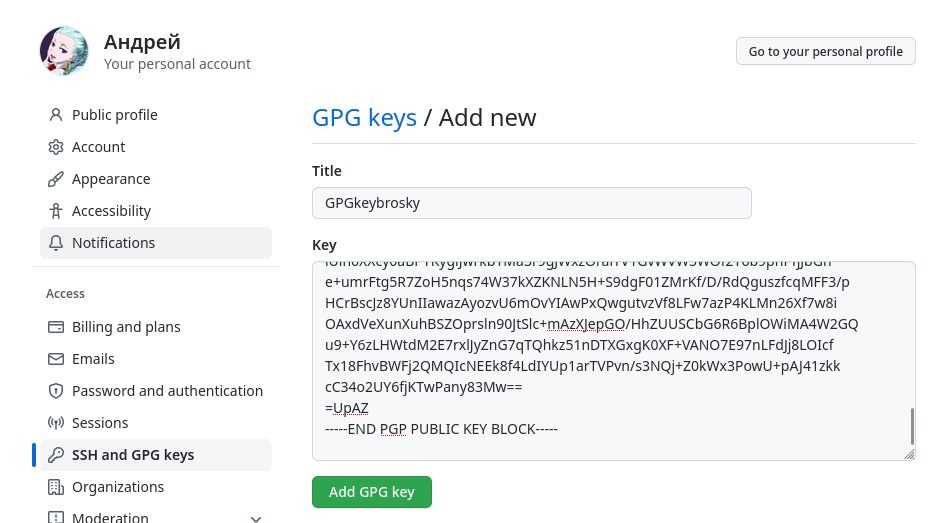 Андрей
Your personal account
Go to your personal profile
Public profile
Account
Appearance
Accessibility
Notifications
Access
Billing and plans
Emails
Password and authentication
Sessions
SSH and GPG keys
Organizations
Moderation
GPG keys / Add new
Title
GPGkeybrosky
Key
e+umrFtg5R7ZoH5nqs74W37kXZKNLN5H+S9dgF01ZMrKf/D/RdQguszfcqMFF3/p
HCrBscJz8YUnIIawazAyozvU6mOvYIAwPxQwgutvzVf8LFw7azP4KLMn26Xf7w8i
OAxdVeXunXuhBSZOprsln90JtSlc+mAzXJepGO/HhZUUSCbG6R6BplOWiMA4W2GQ
u9+Y6zLHWtdM2E7rxlJyZnG7qTQhkz51nDTXGxgK0XF+VANO7E97nLFdJj8LOIcf
Tx18FhvBWFj2QMQIcNEEk8f4LdIYUp1arTVPvn/s3NQj+Z0kWx3PowU+pAJ41zkk
cC34o2UY6fjKTwPany83Mw==
=UpAZ
-----END PGP PUBLIC KEY BLOCK-----
Add GPG key